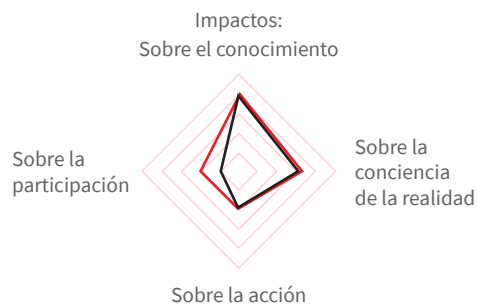 Impactos:
Sobre el conocimiento
Sobre la
conciencia
de la realidad
Sobre la
participación
Sobre la acción